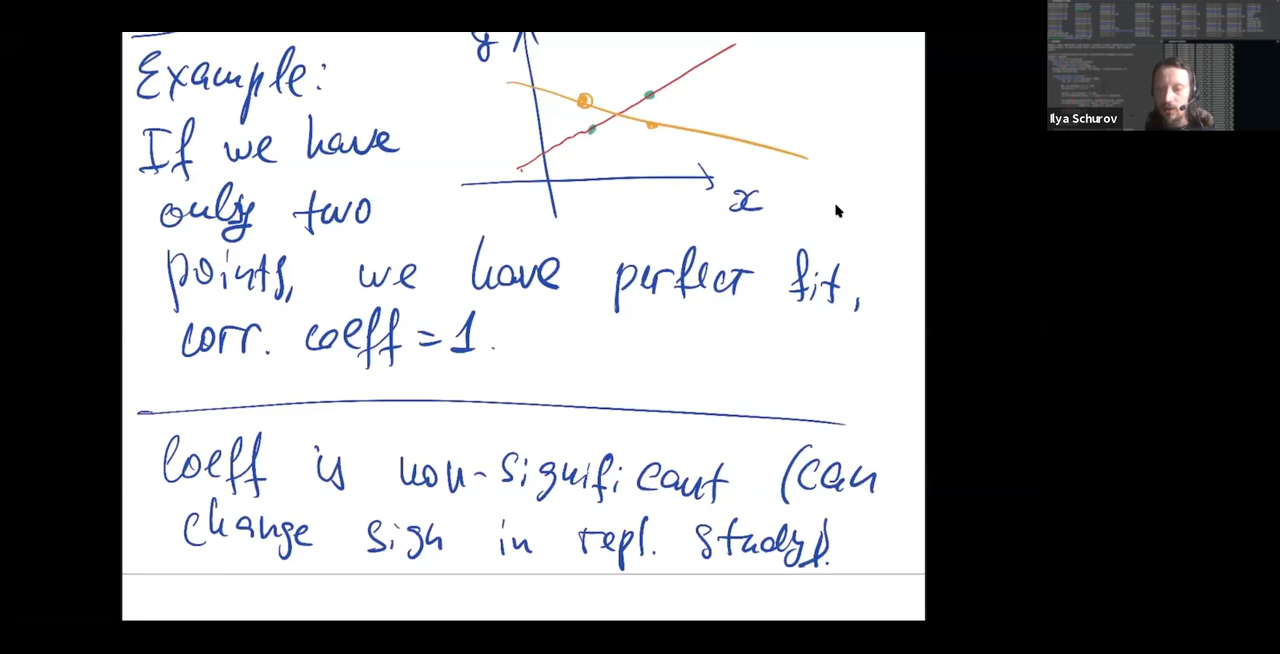 Example:
y
If we have
only two
x
points, we have perfect fit,
corr. coeff = 1.
Coeff is non-significant (can
change sign in repl. study).
Ilya Schurov